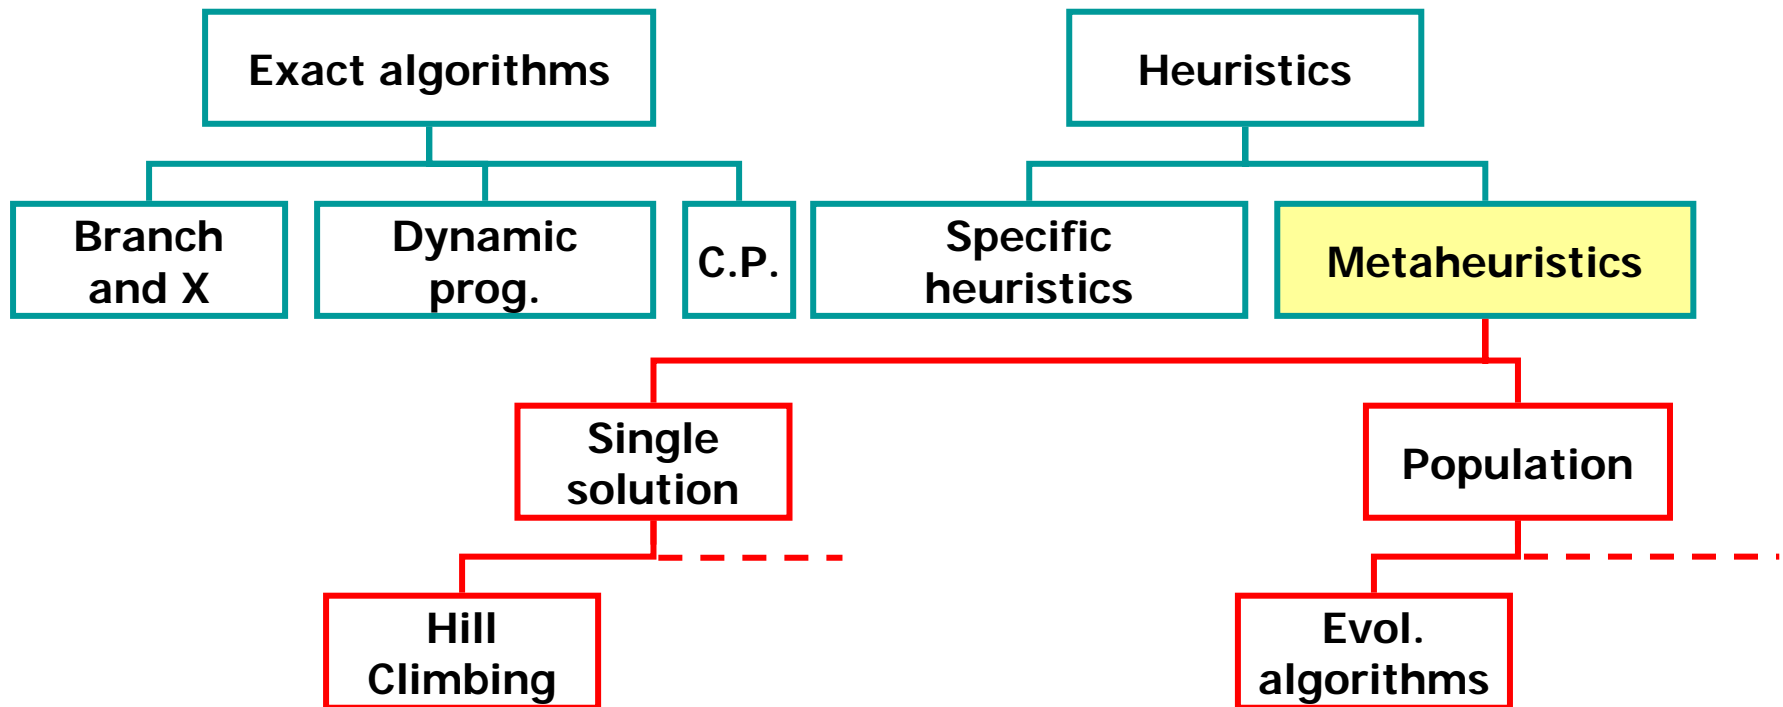 Exact algorithms
Heuristics
Branch
and X
Dynamic
prog.
C.P.
Specific
heuristics
Metaheuristics
Single
solution
Population
Hill
Climbing
Evol.
algorithms